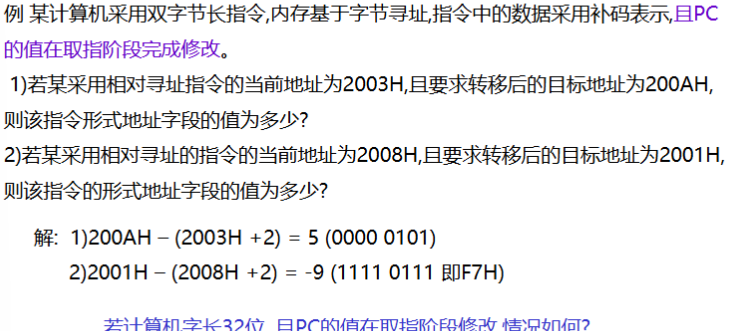 例 某计算机采用双字节长指令,内存基于字节寻址,指令中的数据采用补码表示,且PC
的值在取指阶段完成修改。
1)若某采用相对寻址指令的当前地址为2003H,且要求转移后的目标地址为200AH,
则该指令形式地址字段的值为多少?
2)若某采用相对寻址的指令的当前地址为2008H,且要求转移后的目标地址为2001H,
则该指令的形式地址字段的值为多少?
解: 1)200AH – (2003H +2) = 5 (0000 0101)
2)2001H – (2008H +2) = -9 (1111 0111 即F7H)
若计算机字长32位,且PC的值在取指阶段修改,情况如何?